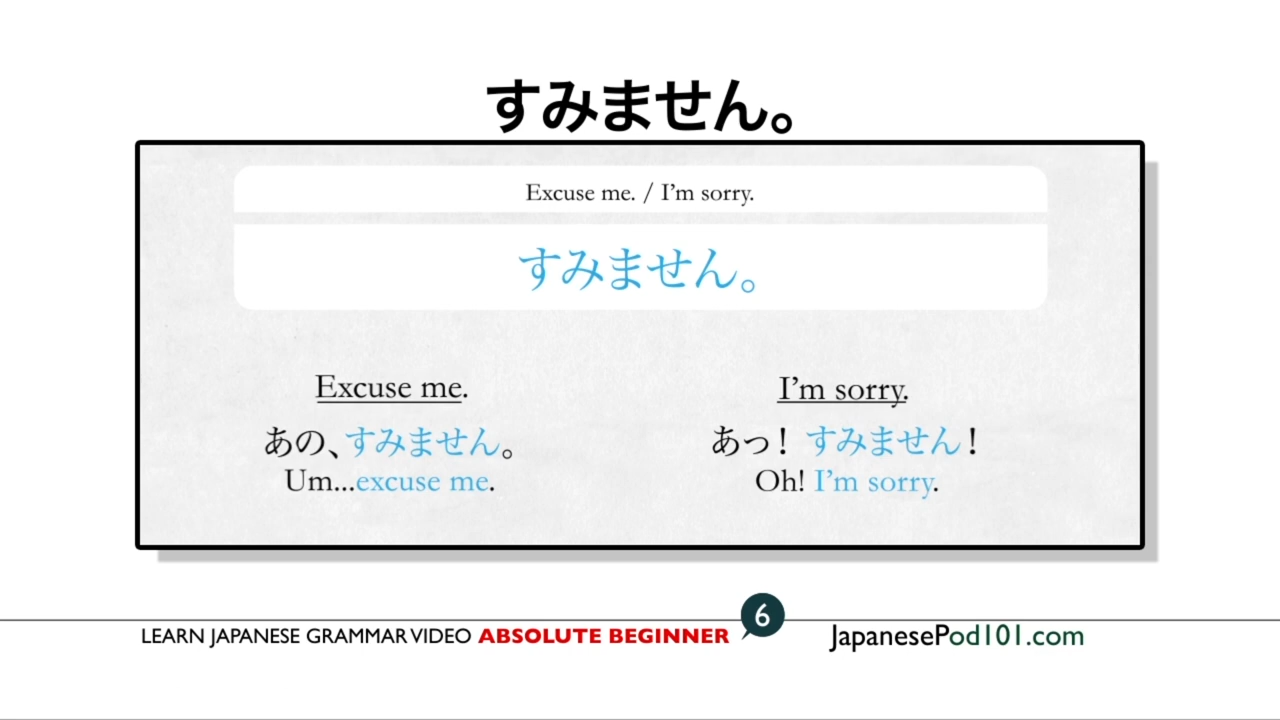 すみません。
Excuse me. / I'm sorry.
すみません。
Excuse me.
あの、すみません。
Um...excuse me.
I'm sorry.
あっ！ すみません！
Oh! I'm sorry.
LEARN JAPANESE GRAMMAR VIDEO ABSOLUTE BEGINNER 6
JapanesePod101.com